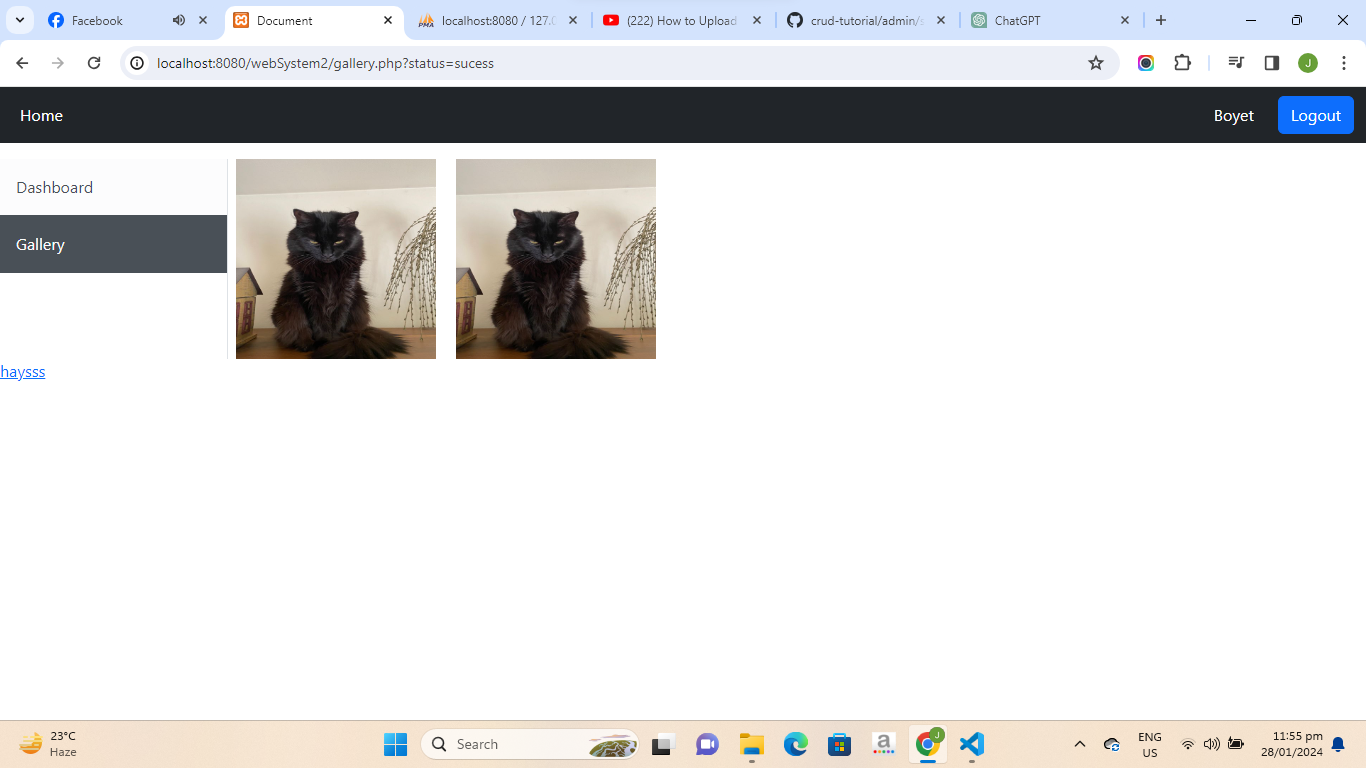 Facebook
Document
localhost:8080 / 127.0
(222) How to Upload
crud-tutorial/admin/s
ChatGPT
localhost:8080/webSystem2/gallery.php?status=sucess
J
Home
Boyet
Logout
Dashboard
Gallery
haysss
23°C
Haze
Search
a
J
ENG
US
11:55 pm
28/01/2024